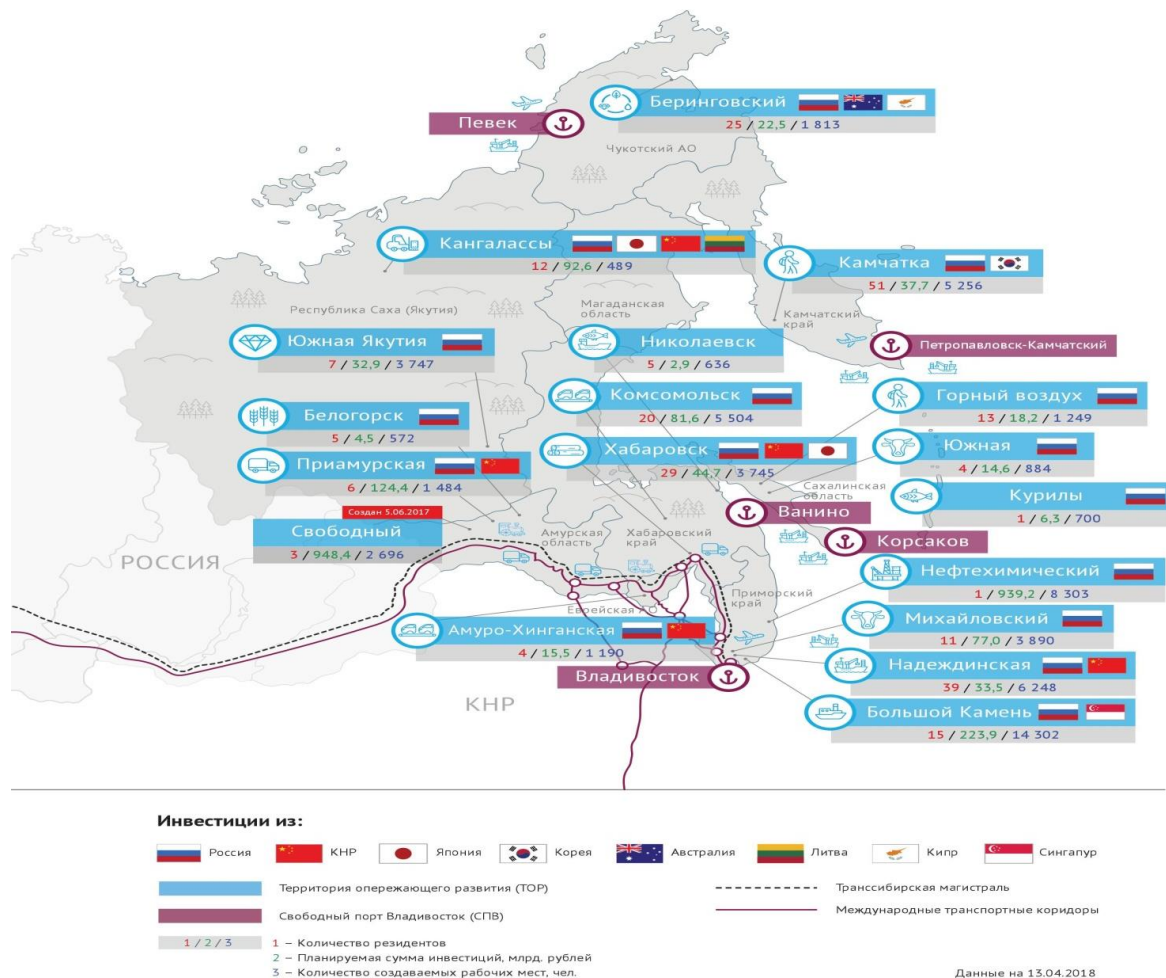 Беринговский
25 / 22,5 / 1 813
Певек
Чукотский АО
Кангалассы
12 / 92,6 / 489
Камчатка
51 / 37,7 / 5 256
Республика Саха (Якутия)
Магаданская
область
Камчатский
край
Южная Якутия
7 / 32,9 / 3 747
Николаевск
5 / 2,9 / 636
Петропавловск-Камчатский
Комсомольск
20 / 81,6 / 5 504
Горный воздух
13 / 18,2 / 1 249
Белогорск
5 / 4,5 / 572
Хабаровск
29 / 44,7 / 3 745
Южная
4 / 14,6 / 884
Приамурская
6 / 124,4 / 1 484
Сахалинская
область
Курилы
1 / 6,3 / 700
Создан 5.06.2017
Свободный
3 / 948,4 / 2 696
Ванино
Амурская
область
Хабаровский
край
Корсаков
РОССИЯ
Нефтехимический
1 / 939,2 / 8 303
Приморский
край
Еврейская АО
Михайловский
11 / 77,0 / 3 890
Амуро-Хинганская
4 / 15,5 / 1 190
Надеждинская
39 / 33,5 / 6 248
Владивосток
КНР
Большой Камень
15 / 223,9 / 14 302
Инвестиции из:
Россия КНР Япония Корея Австралия Литва Кипр Сингапур
Территория опережающего развития (ТОР)
Транссибирская магистраль
Свободный порт Владивосток (СПВ)
Международные транспортные коридоры
1 / 2 / 3
1 – Количество резидентов
2 – Планируемая сумма инвестиций, млрд. рублей
3 – Количество создаваемых рабочих мест, чел.
Данные на 13.04.2018